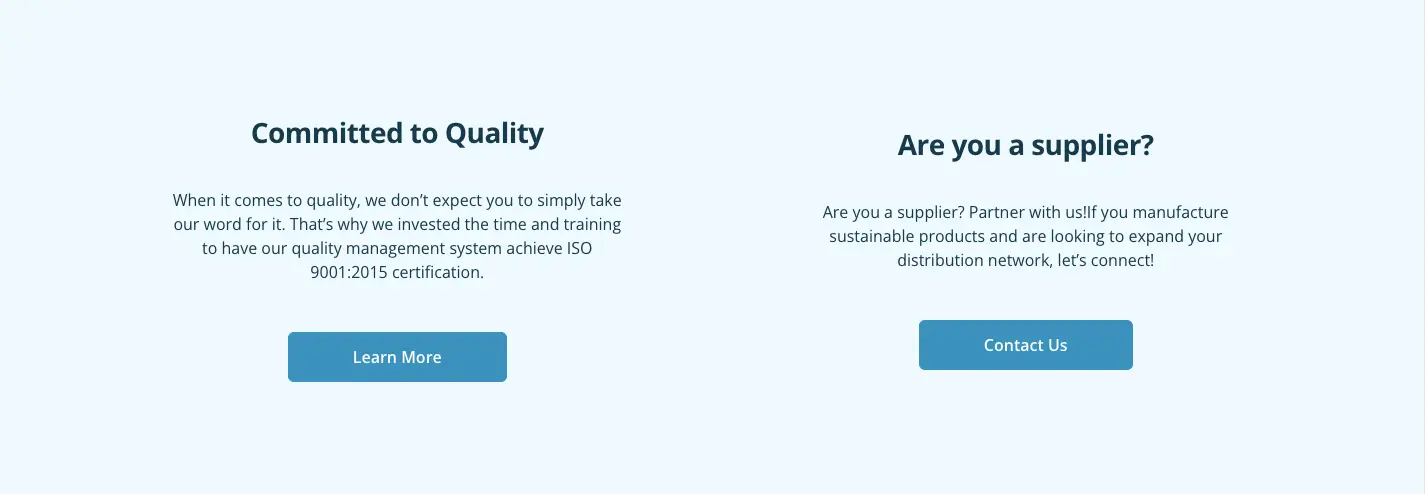 Committed to Quality
When it comes to quality, we don’t expect you to simply take
our word for it. That’s why we invested the time and training
to have our quality management system achieve ISO
9001:2015 certification.
Learn More
Are you a supplier?
Are you a supplier? Partner with us!If you manufacture
sustainable products and are looking to expand your
distribution network, let’s connect!
Contact Us